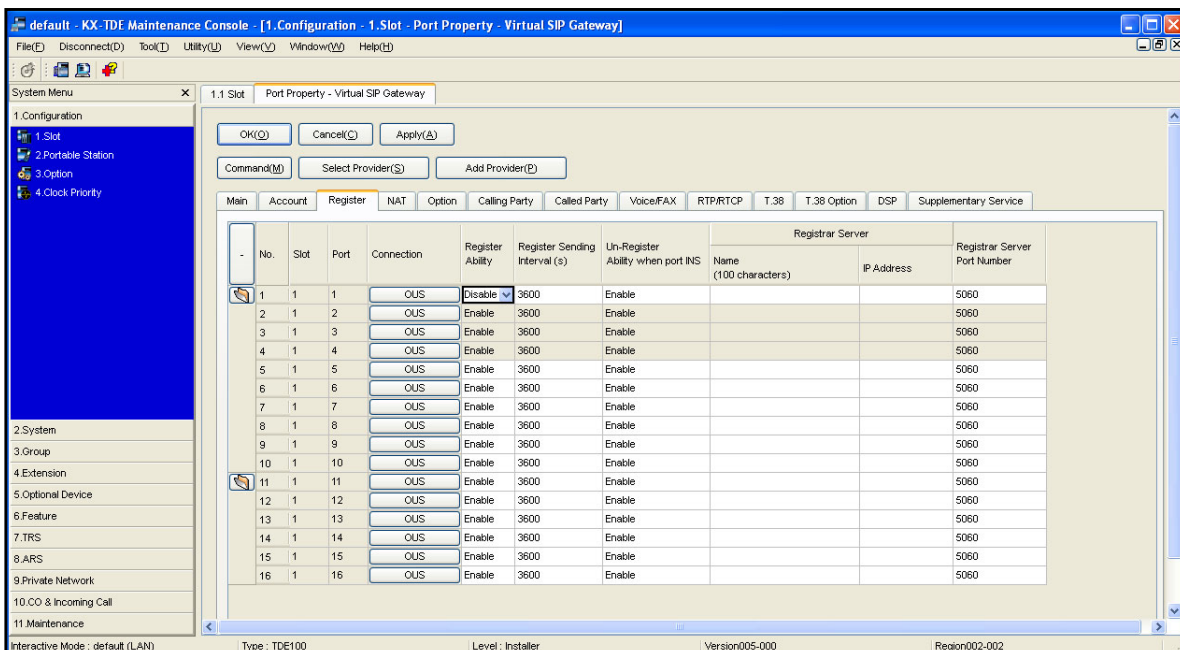 default - KX-TDE Maintenance Console - [1.Configuration - 1.Slot - Port Property - Virtual SIP Gateway]
File(F) Disconnect(D) Tool(T) Utility(U) View(V) Window(W) Help(H)
System Menu x 1.1 Slot Port Property - Virtual SIP Gateway
1.Configuration
1.Slot
2.Portable Station
3.Option
4.Clock Priority
2.System
3.Group
4.Extension
5.Optional Device
6.Feature
7.TRS
8.ARS
9.Private Network
10.CO & Incoming Call
11.Maintenance
OK(O) Cancel(C) Apply(A)
Command(M) Select Provider(S) Add Provider(P)
Main Account Register NAT Option Calling Party Called Party Voice/FAX RTP/RTCP T.38 T.38 Option DSP Supplementary Service
Registrar Server
- No. Slot Port Connection Register Ability Register Sending Interval (s) Un-Register Ability when port INS Name (100 characters) IP Address Registrar Server Port Number
1 1 1 OUS Disable 3600 Enable 5060
2 1 2 OUS Enable 3600 Enable 5060
3 1 3 OUS Enable 3600 Enable 5060
4 1 4 OUS Enable 3600 Enable 5060
5 1 5 OUS Enable 3600 Enable 5060
6 1 6 OUS Enable 3600 Enable 5060
7 1 7 OUS Enable 3600 Enable 5060
8 1 8 OUS Enable 3600 Enable 5060
9 1 9 OUS Enable 3600 Enable 5060
10 1 10 OUS Enable 3600 Enable 5060
11 1 11 OUS Enable 3600 Enable 5060
12 1 12 OUS Enable 3600 Enable 5060
13 1 13 OUS Enable 3600 Enable 5060
14 1 14 OUS Enable 3600 Enable 5060
15 1 15 OUS Enable 3600 Enable 5060
16 1 16 OUS Enable 3600 Enable 5060
Interactive Mode : default (LAN) Type : TDE100 Level : Installer Version005-000 Region002-002